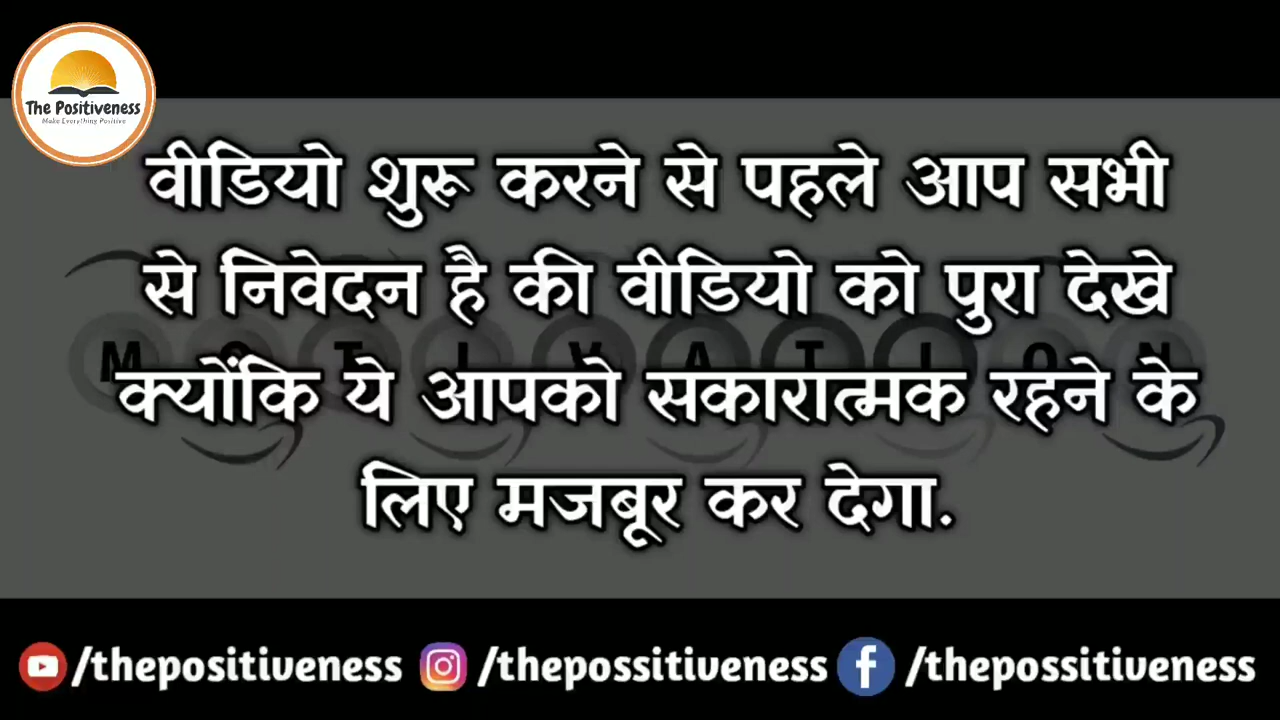 The Positiveness
Make Everything Positive
वीडियो शुरू करने से पहले आप सभी
से निवेदन है की वीडियो को पुरा देखे
MOTIVATION
क्योंकि ये आपको सकारात्मक रहने के
लिए मजबूर कर देगा.
/thepositiveness /thepossitiveness /thepossitiveness